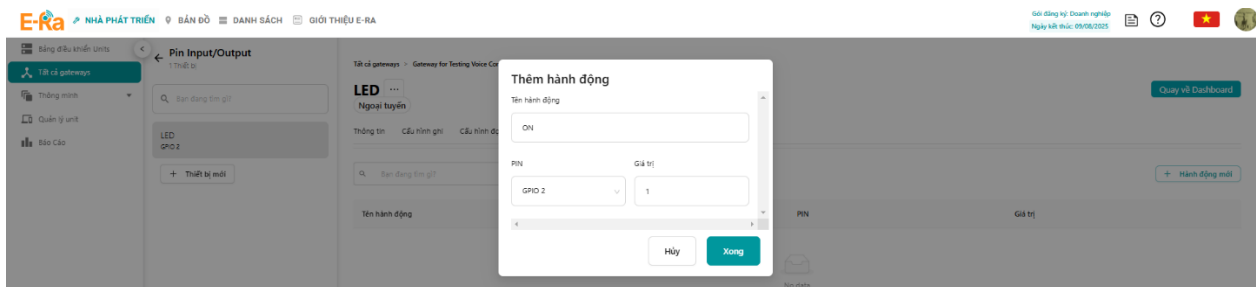 E-Ra
NHÀ PHÁT TRIỂN
BẢN ĐỒ
DANH SÁCH
GIỚI THIỆU E-RA
Gói đăng ký: Doanh nghiệp
Ngày kết thúc: 09/08/2025
Bảng điều khiển Units
Tất cả gateways
Thông minh
Quản lý unit
Báo Cáo
Pin Input/Output
1 Thiết bị
Bạn đang tìm gì?
LED
GPIO 2
+ Thiết bị mới
Tất cả gateways > Gateway for Testing Voice Cor
LED ...
Ngoại tuyến
Thông tin
Cấu hình ghi
Cấu hình đọ
Bạn đang tìm gì?
Tên hành động
PIN
Giá trị
Quay về Dashboard
+ Hành động mới
No data
Thêm hành động
Tên hành động
ON
PIN
Giá trị
GPIO 2
1
Hủy
Xong